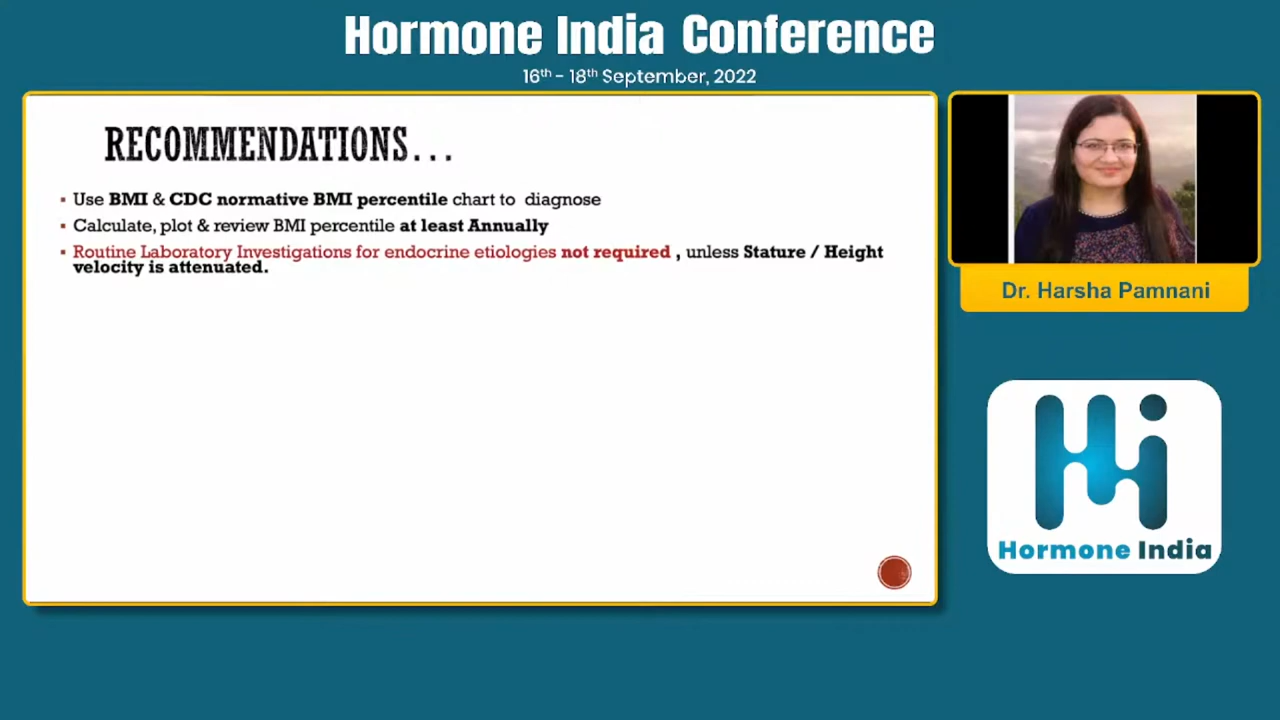 Hormone India Conference
16th - 18th September, 2022
RECOMMENDATIONS...
▪ Use BMI & CDC normative BMI percentile chart to diagnose
▪ Calculate, plot & review BMI percentile at least Annually
▪ Routine Laboratory Investigations for endocrine etiologies not required , unless Stature / Height
velocity is attenuated.
Dr. Harsha Pamnani
Hi
Hormone India